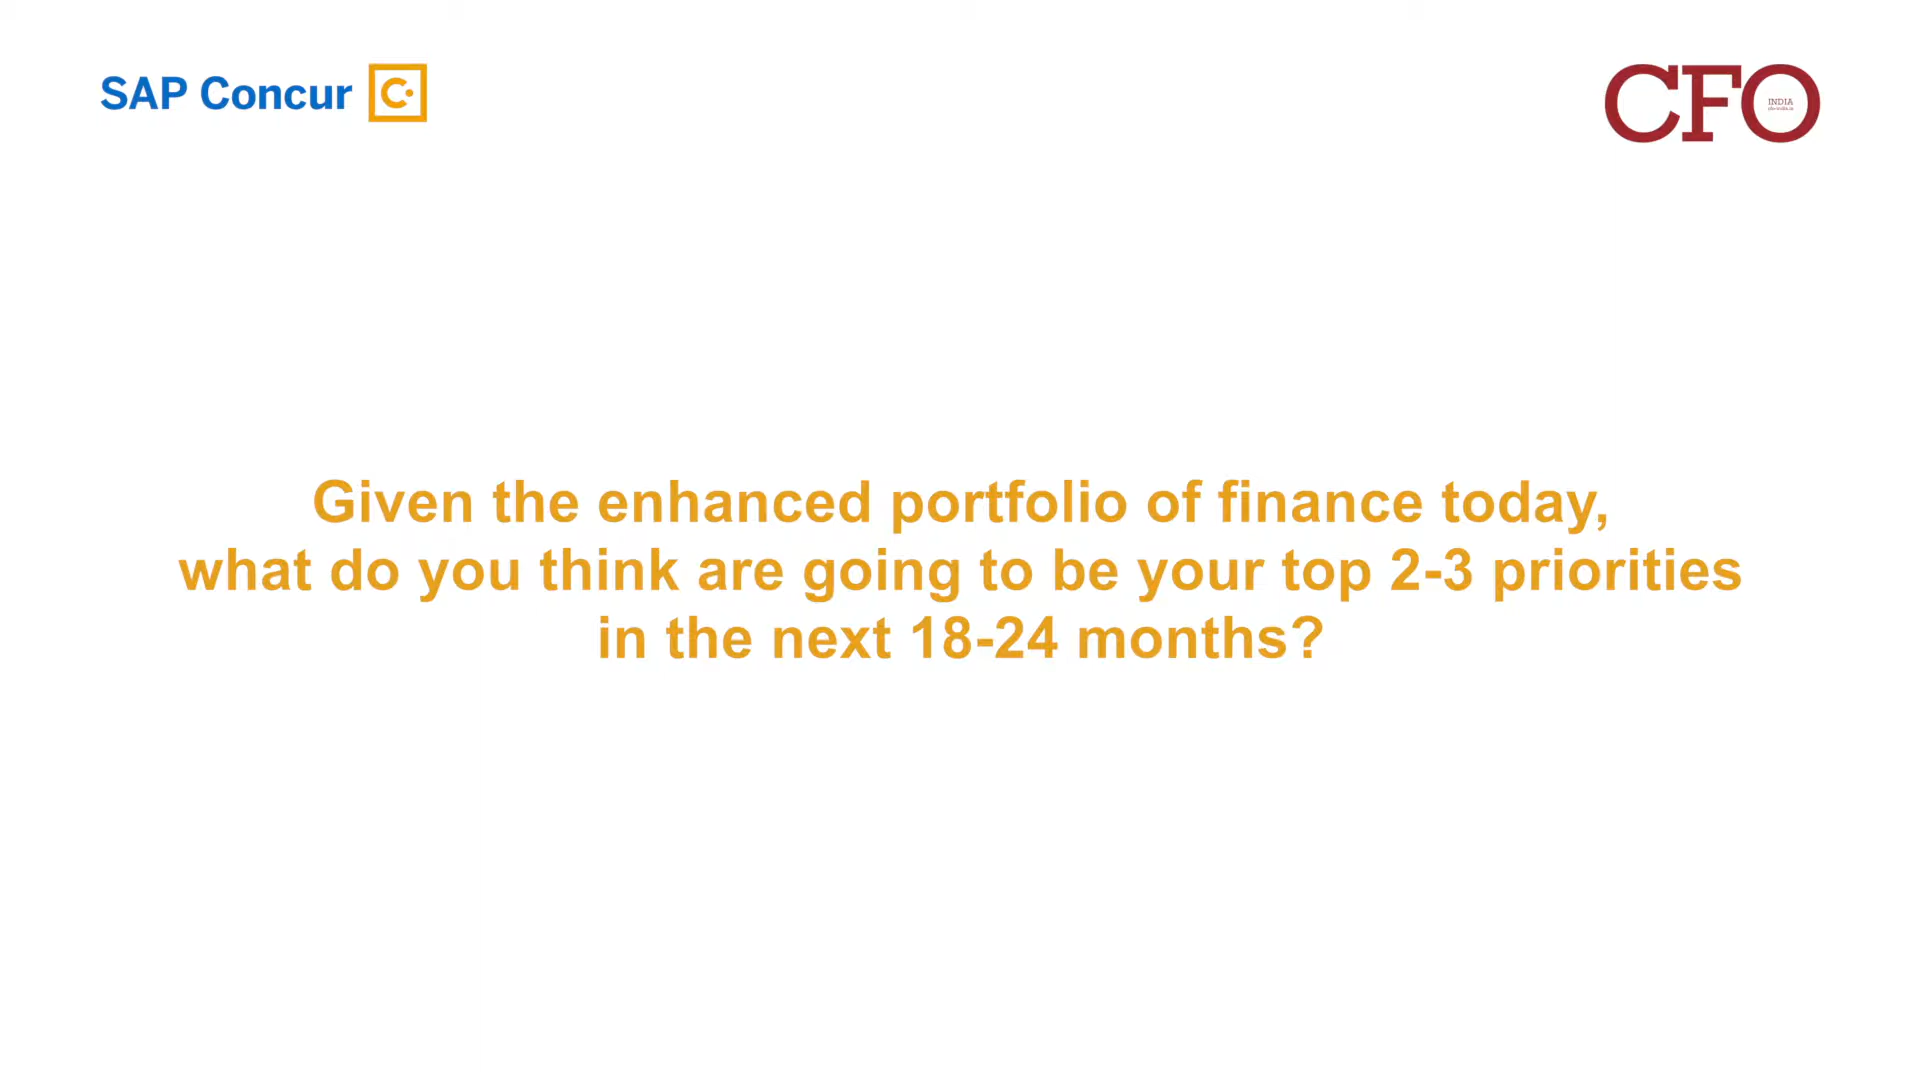 SAP Concur C
CFO
INDIA
Given the enhanced portfolio of finance today,
what do you think are going to be your top 2-3 priorities
in the next 18-24 months?